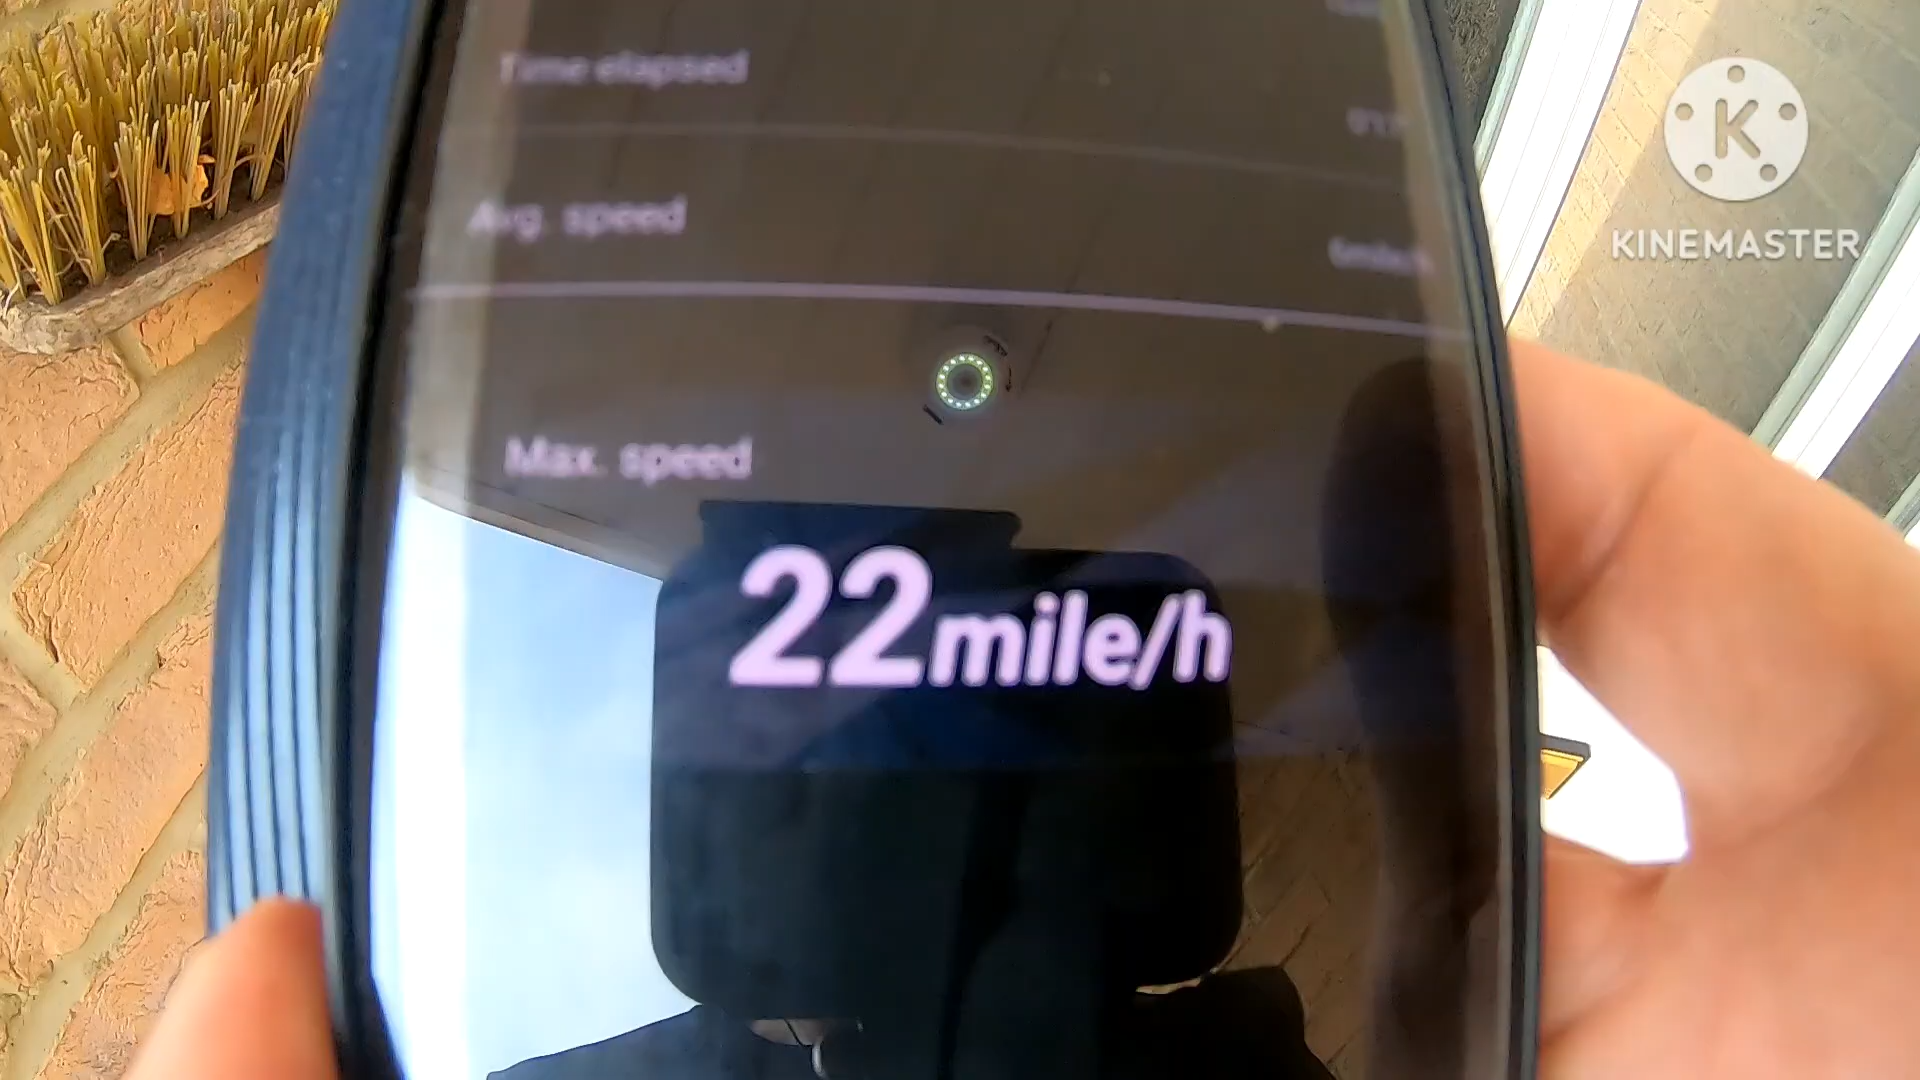 Time elapsed
Avg. speed
Max. speed
22mile/h
K
KINEMASTER